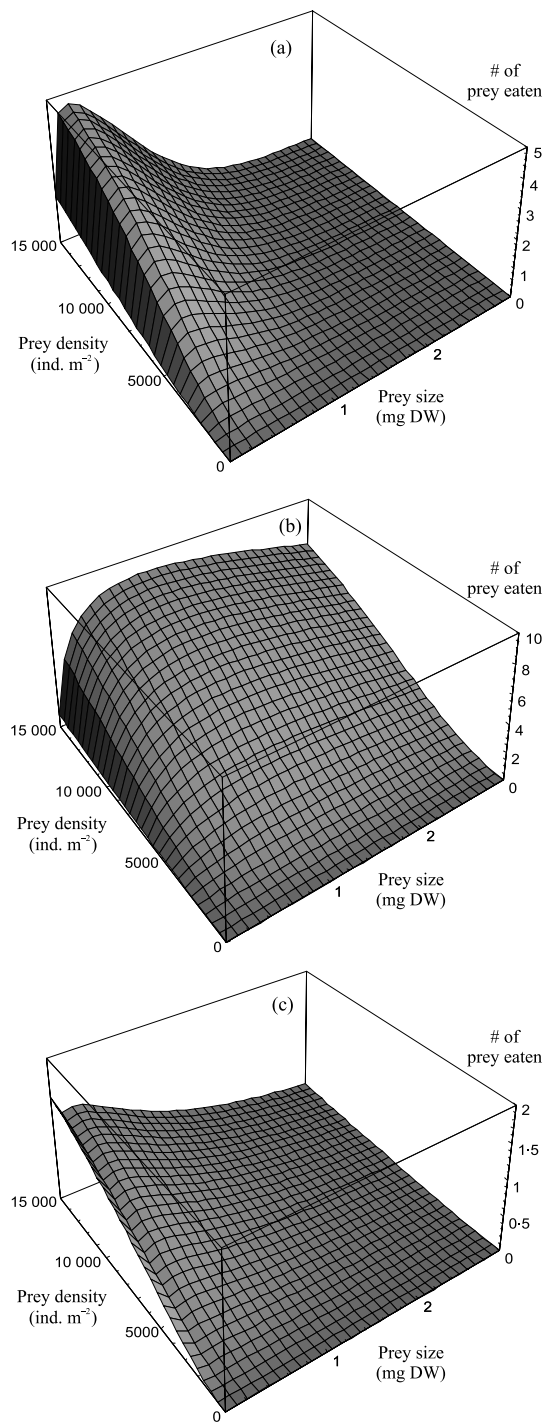 (a)
# of
prey eaten
5
4
3
2
1
0
15 000
10 000
5000
0
Prey density
(ind. m⁻²)
1
2
Prey size
(mg DW)
(b)
# of
prey eaten
10
8
6
4
2
0
15 000
10 000
5000
0
Prey density
(ind. m⁻²)
1
2
Prey size
(mg DW)
(c)
# of
prey eaten
2
1·5
1
0·5
0
15 000
10 000
5000
0
Prey density
(ind. m⁻²)
1
2
Prey size
(mg DW)